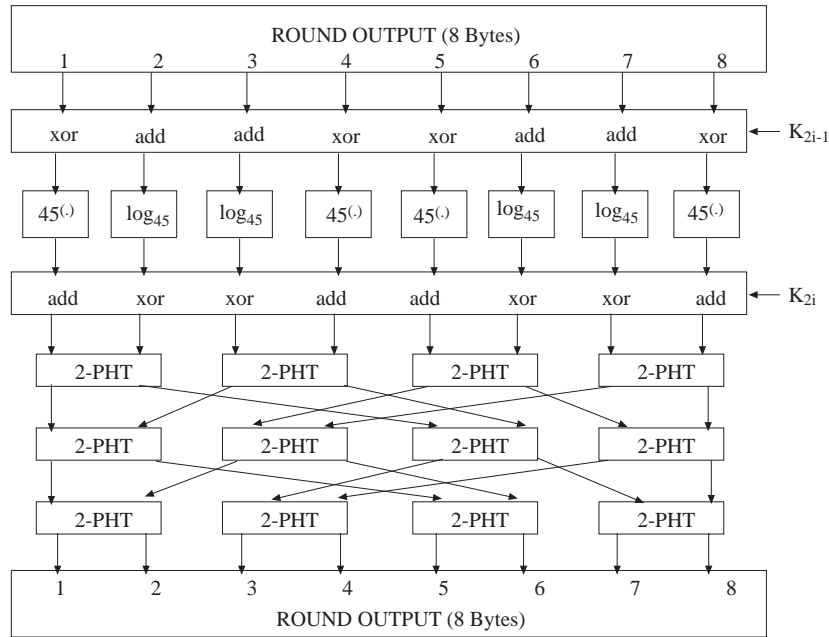 ROUND OUTPUT (8 Bytes)
1 2 3 4 5 6 7 8
xor add add xor xor add add xor
K2i-1
45(.) log45 log45 45(.) 45(.) log45 log45 45(.)
add xor xor add add xor xor add
K2i
2-PHT 2-PHT 2-PHT 2-PHT
2-PHT 2-PHT 2-PHT 2-PHT
2-PHT 2-PHT 2-PHT 2-PHT
1 2 3 4 5 6 7 8
ROUND OUTPUT (8 Bytes)